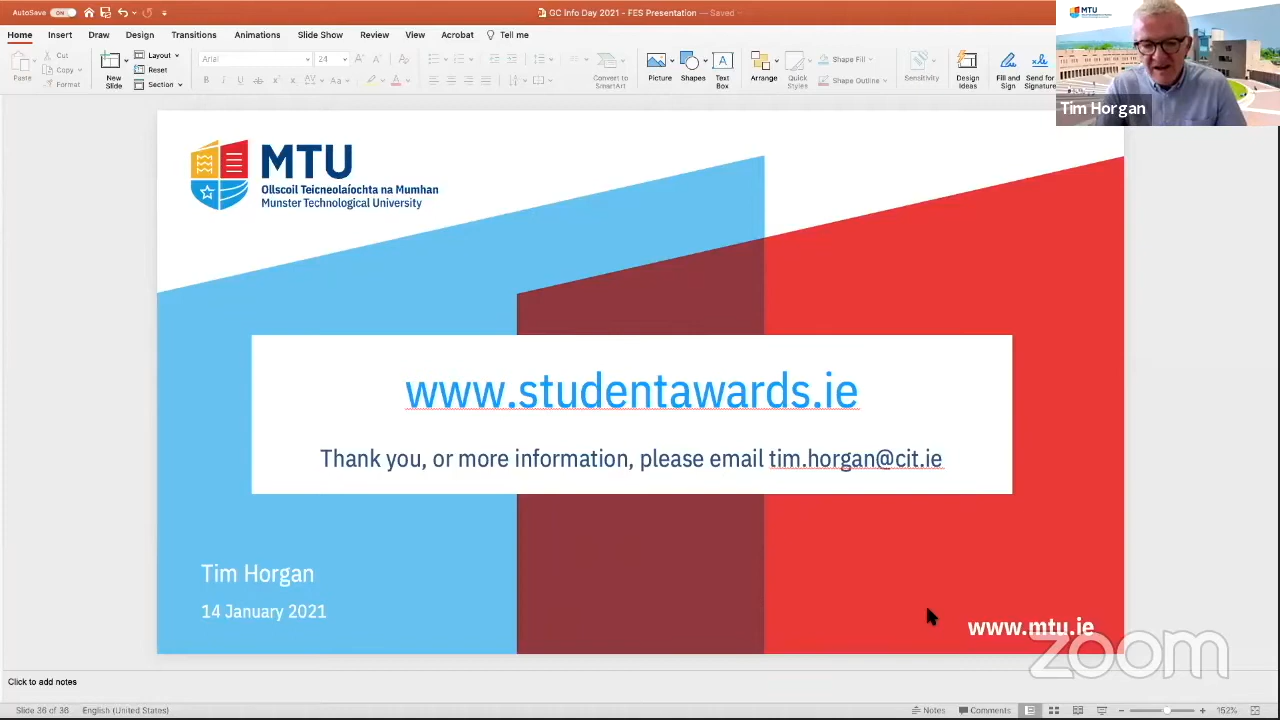 AutoSave ON
GC Info Day 2021 - FES Presentation — Saved
Home Insert Draw Design Transitions Animations Slide Show Review View Acrobat Tell me
Paste
Cut
Copy
Format
New Slide
Layout
Reset
Section
Arial 24
Convert to SmartArt
Picture
Shapes
Text Box
Arrange
Quick Styles
Shape Fill
Shape Outline
Sensitivity
Design Ideas
Fill and Sign
Send for Signature
MTU
Tim Horgan
MTU
Ollscoil Teicneolaíochta na Mumhan
Munster Technological University
www.studentawards.ie
Thank you, or more information, please email tim.horgan@cit.ie
Tim Horgan
14 January 2021
www.mtu.ie
zoom
Click to add notes
Slide 36 of 36 English (United States) Notes Comments 152%